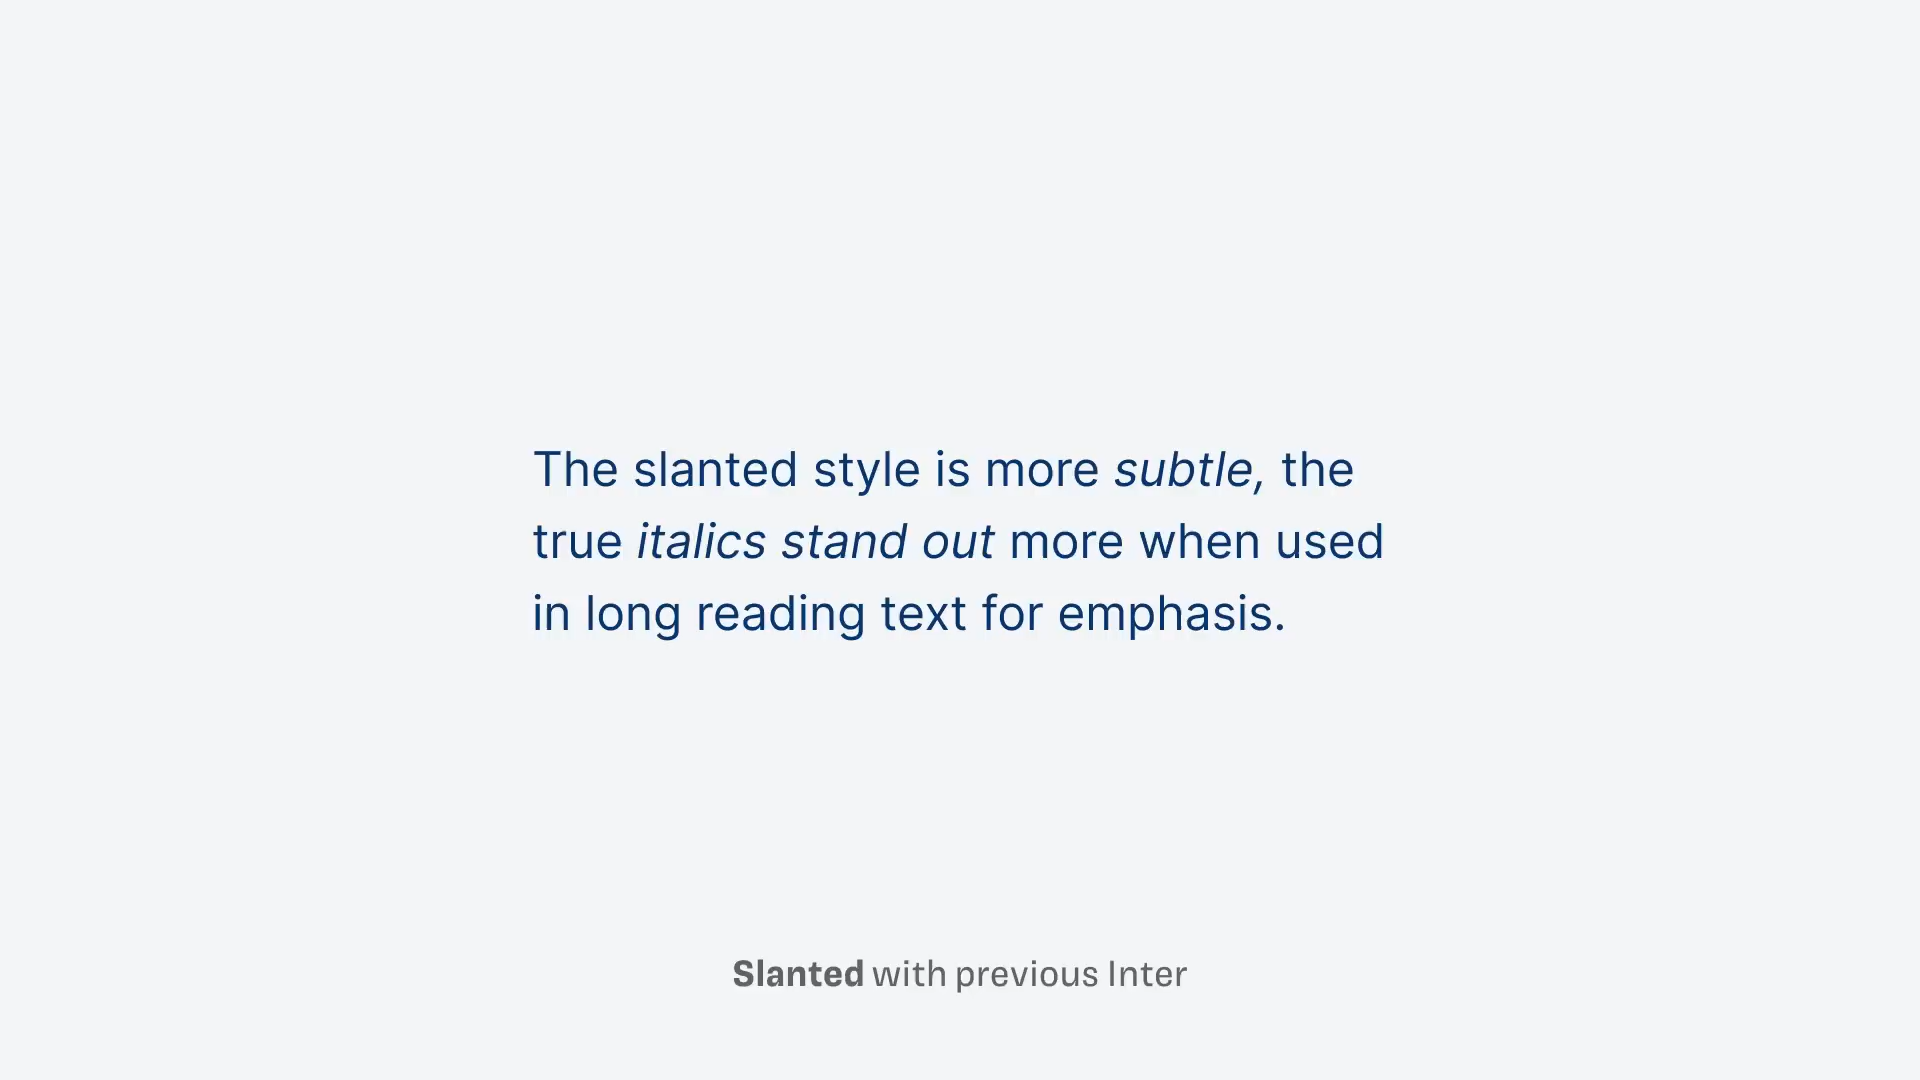 The slanted style is more subtle, the
true italics stand out more when used
in long reading text for emphasis.
Slanted with previous Inter